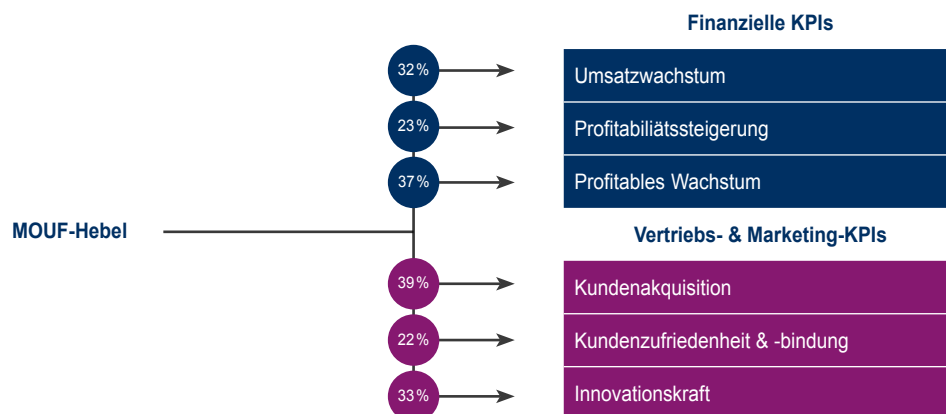 Finanzielle KPIs
32 %
Umsatzwachstum
23 %
Profitabiliätssteigerung
37 %
Profitables Wachstum
MOUF-Hebel
Vertriebs- & Marketing-KPIs
39 %
Kundenakquisition
22 %
Kundenzufriedenheit & -bindung
33 %
Innovationskraft